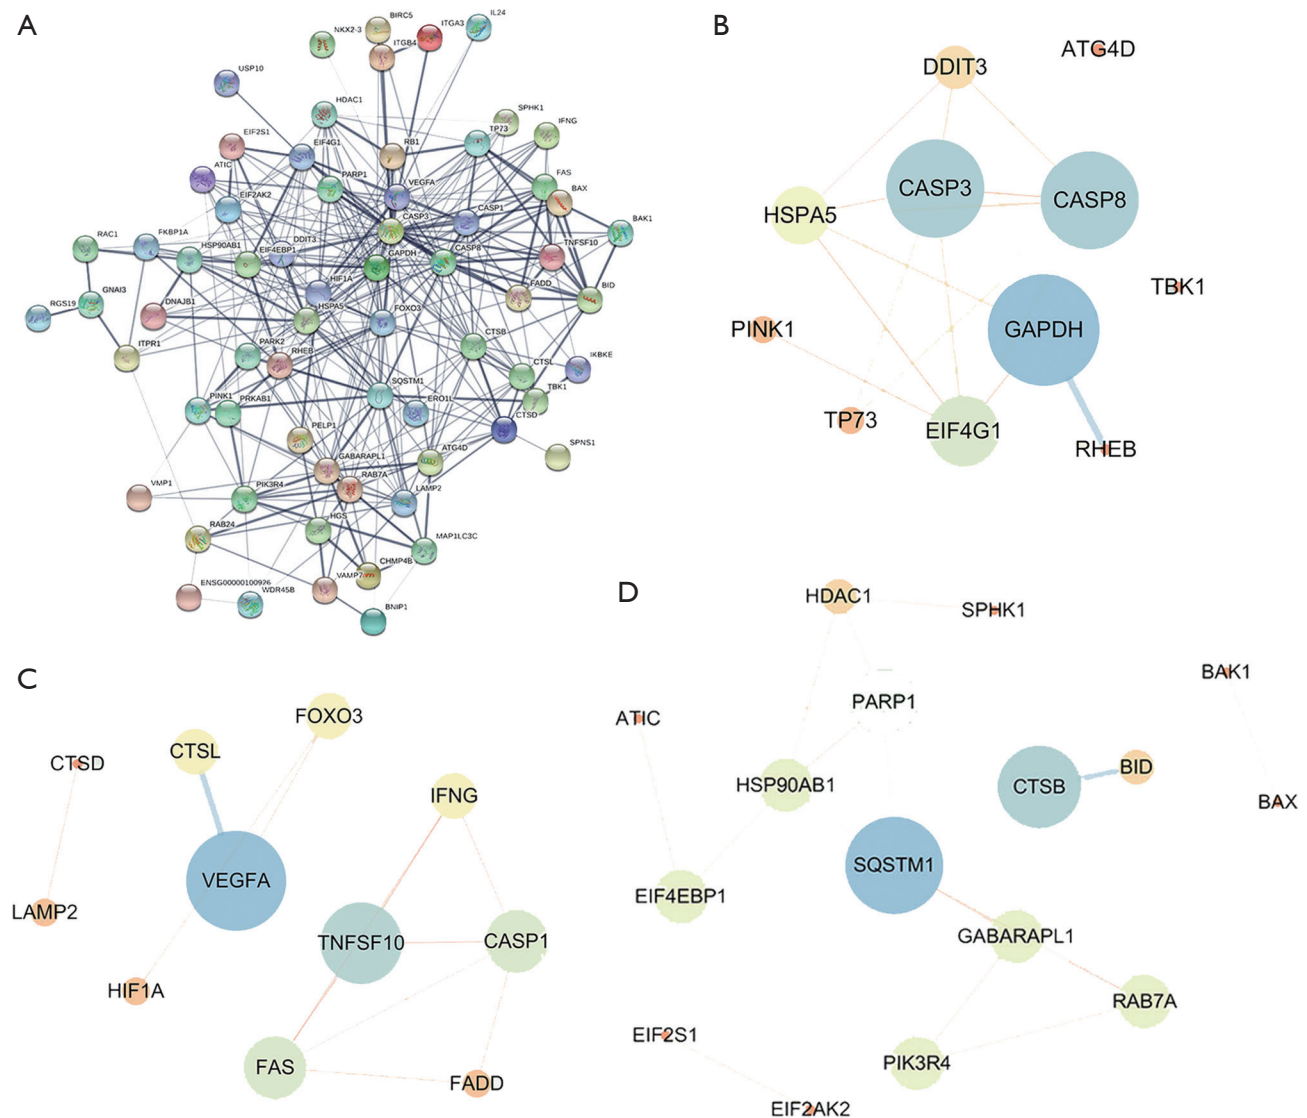 A
NKX2-3
BIRC5
ITGA3
IL24
ITGB4
USP10
HDAC1
SPHK1
IFNG
TP73
EIF2S1
EIF4G1
RB1
ATIC
PARP1
FAS
EIF2AK2
VEGFA
BAX
CASP3
CASP1
BAK1
RAC1
FKBP1A
HSP90AB1
DDIT3
EIF4EBP1
GAPDH
CASP8
TNFSF10
RGS19
GNAI3
DNAJB1
HIF1A
FADD
BID
HSPA5
FOXO3
ITPR1
PARK2
RHEB
CTSB
CTSL
IKBKE
TBK1
PINK1
PRKAB1
SQSTM1
ERO1L
CTSD
PELP1
SPNS1
GABARAPL1
ATG4D
RAB7A
VMP1
PIK3R4
LAMP2
RAB24
HGS
MAP1LC3C
CHMP4B
VAMP7
ENSG00000100926
WDR45B
BNIP1
B
ATG4D
DDIT3
CASP3
CASP8
HSPA5
TBK1
PINK1
GAPDH
TP73
EIF4G1
RHEB
C
FOXO3
CTSL
CTSD
IFNG
VEGFA
LAMP2
TNFSF10
CASP1
HIF1A
FAS
FADD
D
HDAC1
SPHK1
BAK1
PARP1
ATIC
BID
HSP90AB1
CTSB
BAX
SQSTM1
EIF4EBP1
GABARAPL1
RAB7A
EIF2S1
PIK3R4
EIF2AK2